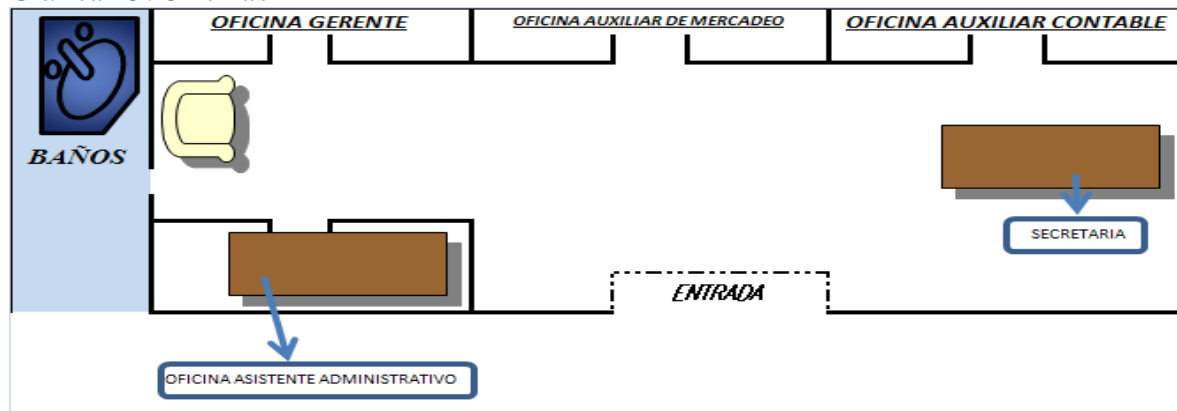 OFICINA GERENTE
OFICINA AUXILIAR DE MERCADEO
OFICINA AUXILIAR CONTABLE
BAÑOS
SECRETARIA
ENTRADA
OFICINA ASISTENTE ADMINISTRATIVO